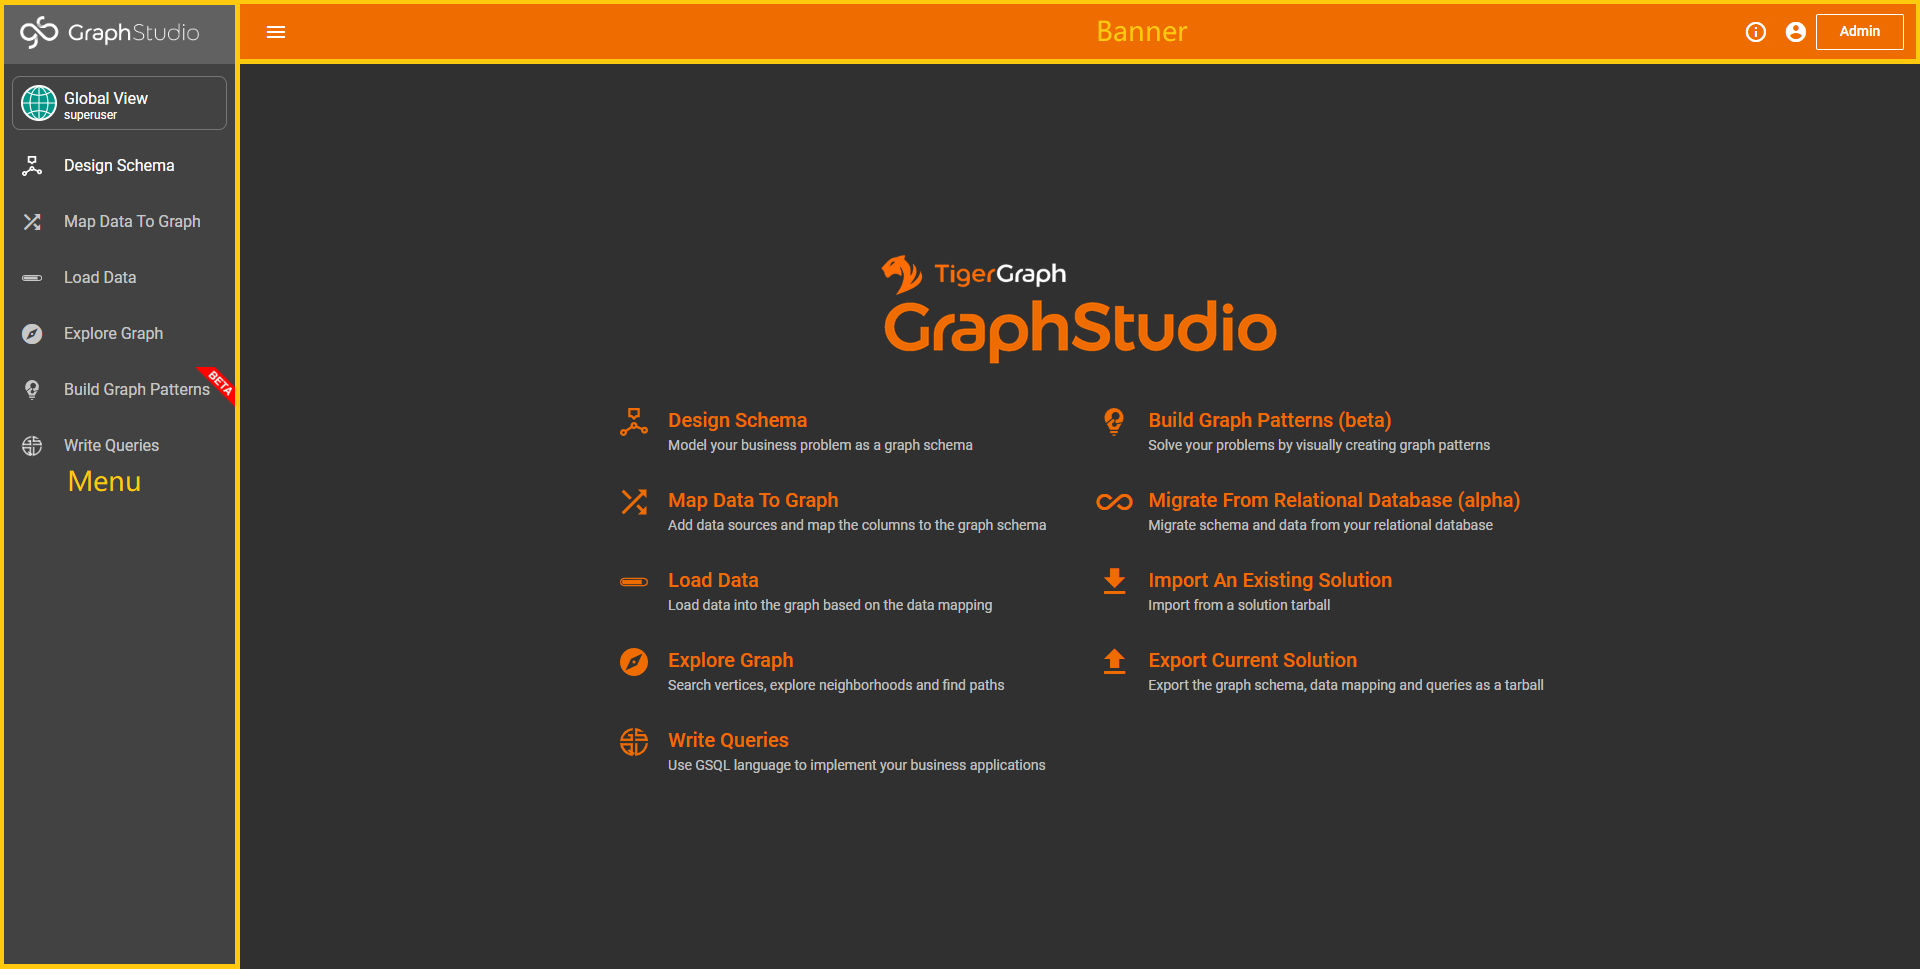 GraphStudio
Banner
Admin
Global View
superuser
Design Schema
Map Data To Graph
Load Data
Explore Graph
Build Graph Patterns
BETA
Write Queries
Menu
TigerGraph
GraphStudio
Design Schema
Model your business problem as a graph schema
Map Data To Graph
Add data sources and map the columns to the graph schema
Load Data
Load data into the graph based on the data mapping
Explore Graph
Search vertices, explore neighborhoods and find paths
Write Queries
Use GSQL language to implement your business applications
Build Graph Patterns (beta)
Solve your problems by visually creating graph patterns
Migrate From Relational Database (alpha)
Migrate schema and data from your relational database
Import An Existing Solution
Import from a solution tarball
Export Current Solution
Export the graph schema, data mapping and queries as a tarball